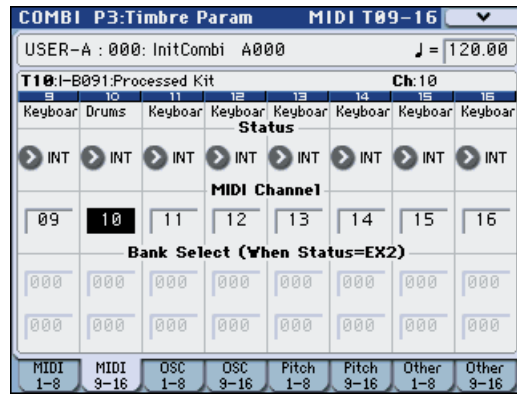 COMBI P3:Timbre Param MIDI T09-16
USER-A : 000: InitCombi A000 ♩= 120.00
T10:I-B091:Processed Kit Ch:10
9 10 11 12 13 14 15 16
Keyboar Drums Keyboar Keyboar Keyboar Keyboar Keyboar Keyboar
Status
INT INT INT INT INT INT INT INT
MIDI Channel
09 10 11 12 13 14 15 16
Bank Select (When Status=EX2)
000 000 000 000 000 000 000 000
000 000 000 000 000 000 000 000
MIDI MIDI OSC OSC Pitch Pitch Other Other
1-8 9-16 1-8 9-16 1-8 9-16 1-8 9-16